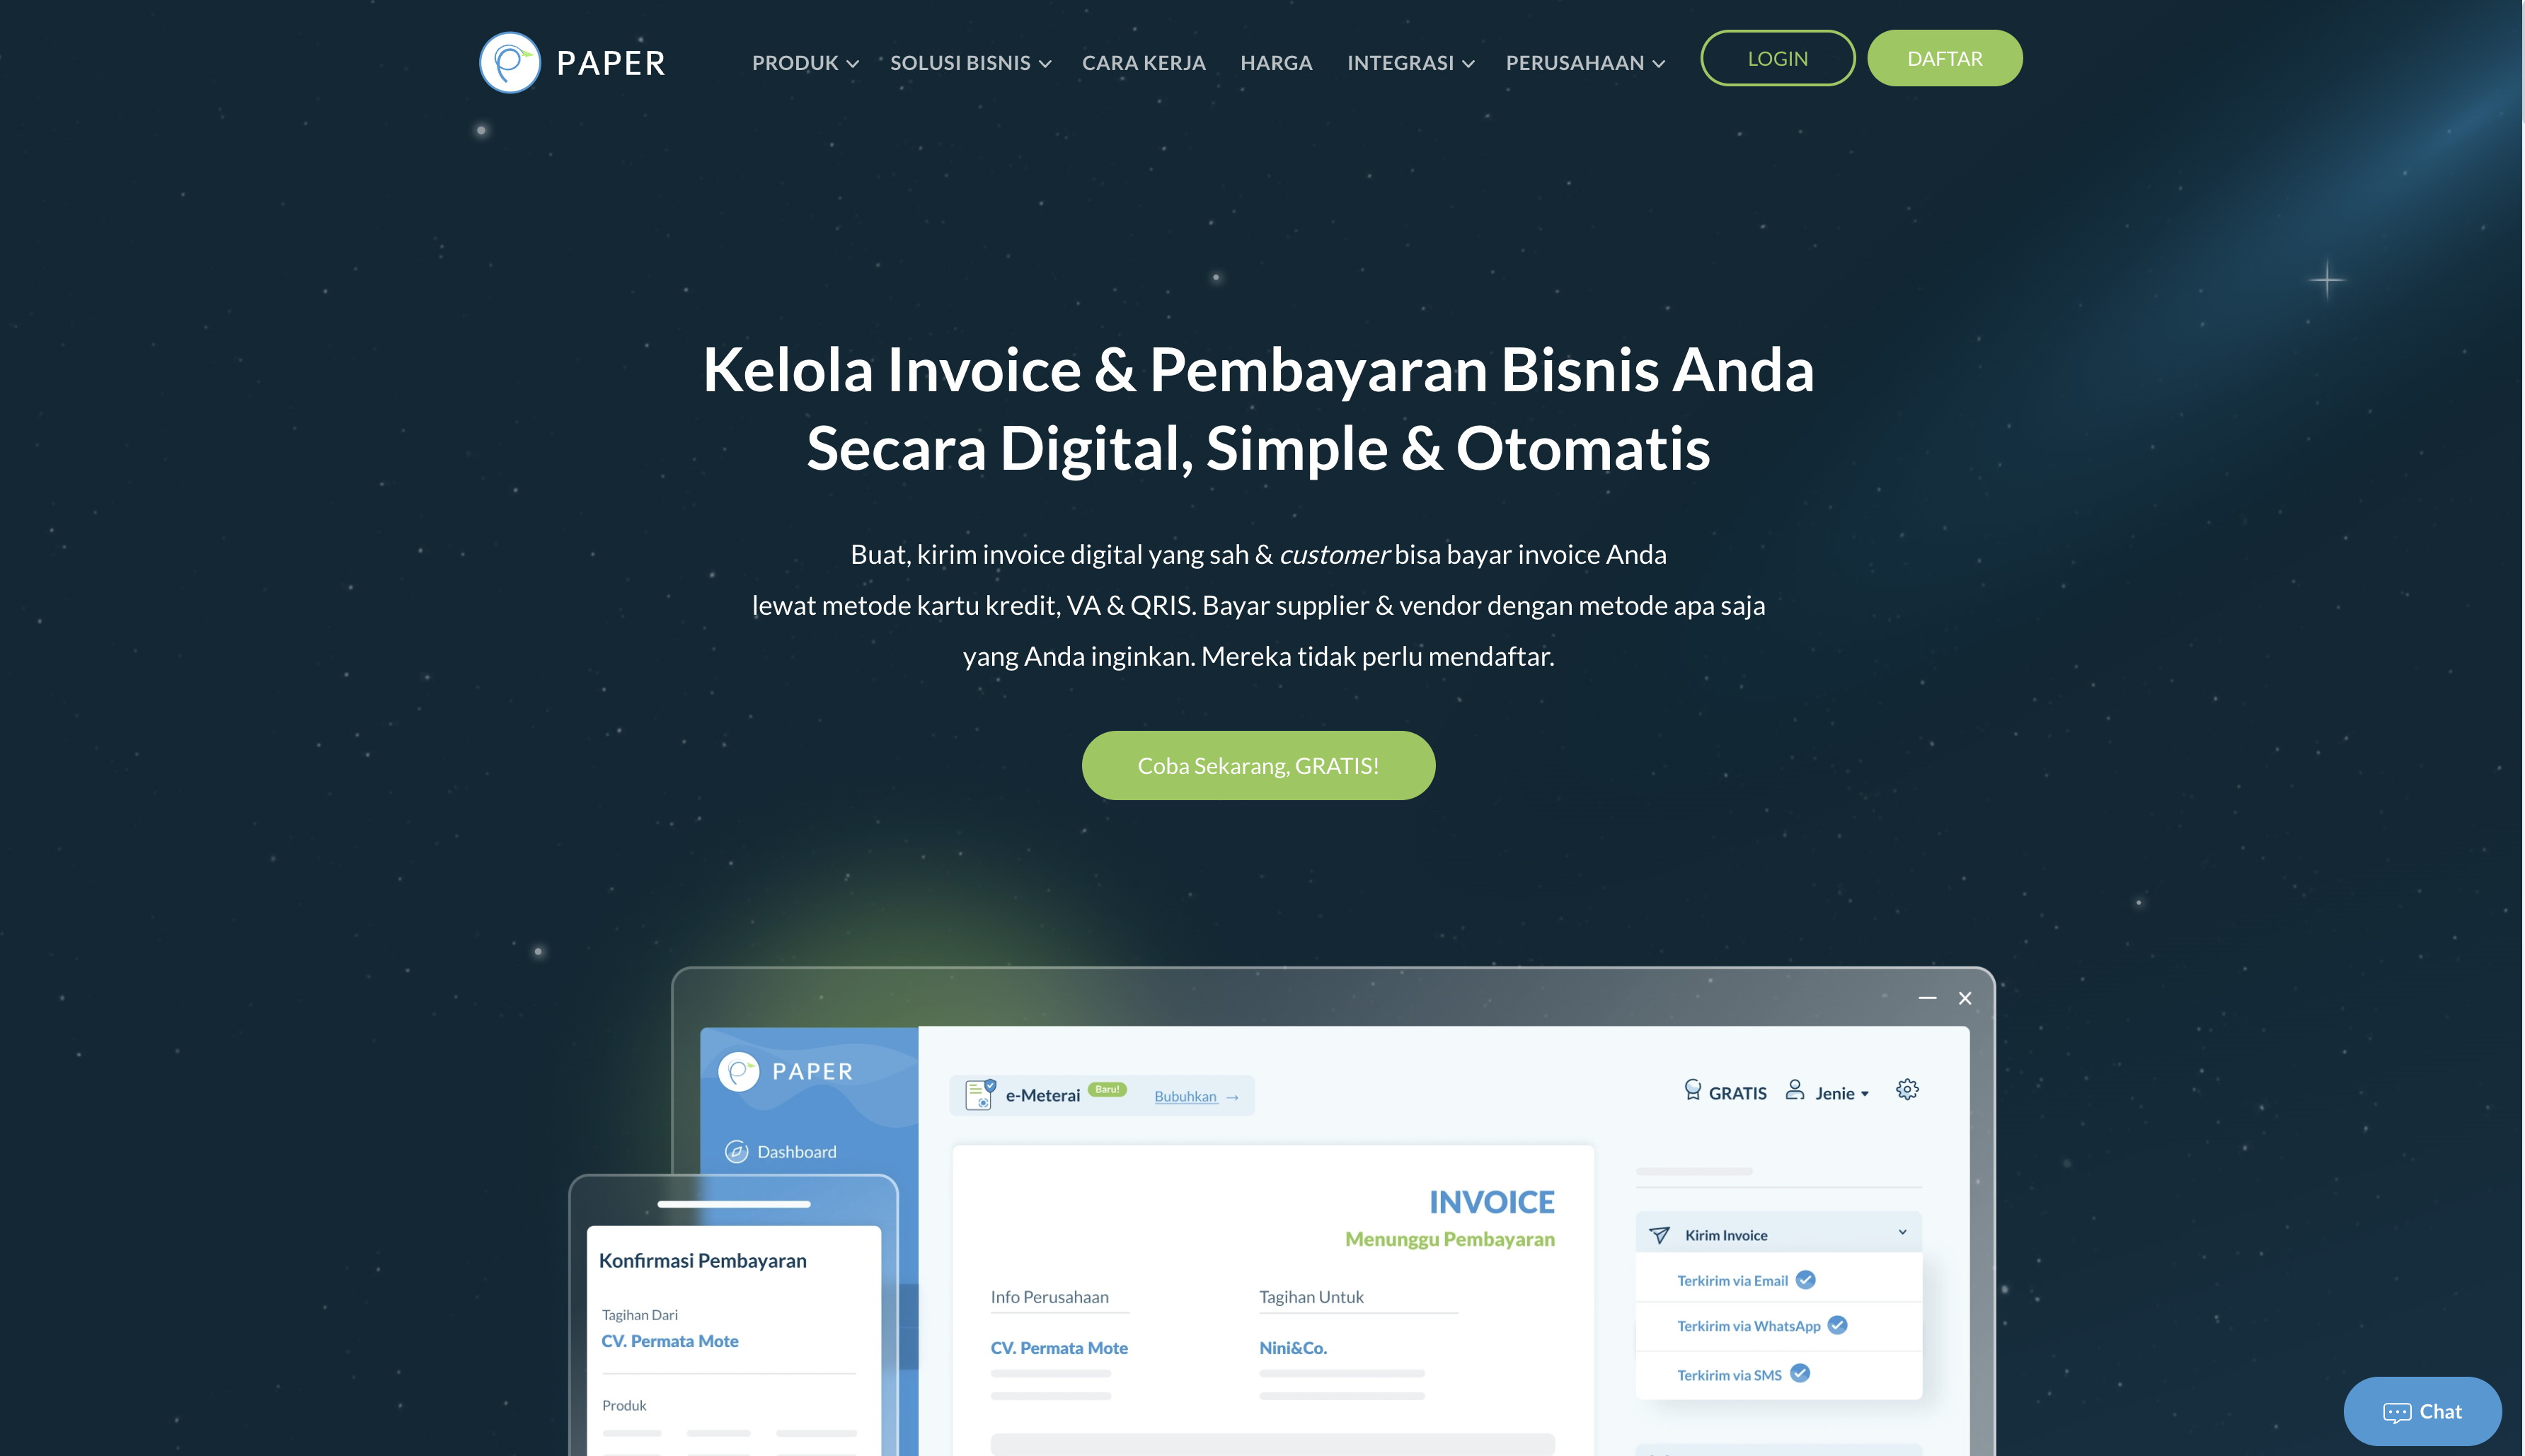 PAPER
PRODUK
SOLUSI BISNIS
CARA KERJA
HARGA
INTEGRASI
PERUSAHAAN
LOGIN
DAFTAR
Kelola Invoice & Pembayaran Bisnis Anda
Secara Digital, Simple & Otomatis
Buat, kirim invoice digital yang sah & customer bisa bayar invoice Anda
lewat metode kartu kredit, VA & QRIS. Bayar supplier & vendor dengan metode apa saja
yang Anda inginkan. Mereka tidak perlu mendaftar.
Coba Sekarang, GRATIS!
PAPER
Dashboard
e-Meterai
Baru!
Bubuhkan →
GRATIS
Jenie
INVOICE
Menunggu Pembayaran
Info Perusahaan
Tagihan Untuk
CV. Permata Mote
Nini&Co.
Kirim Invoice
Terkirim via Email
Terkirim via WhatsApp
Terkirim via SMS
Konfirmasi Pembayaran
Tagihan Dari
CV. Permata Mote
Produk
Chat